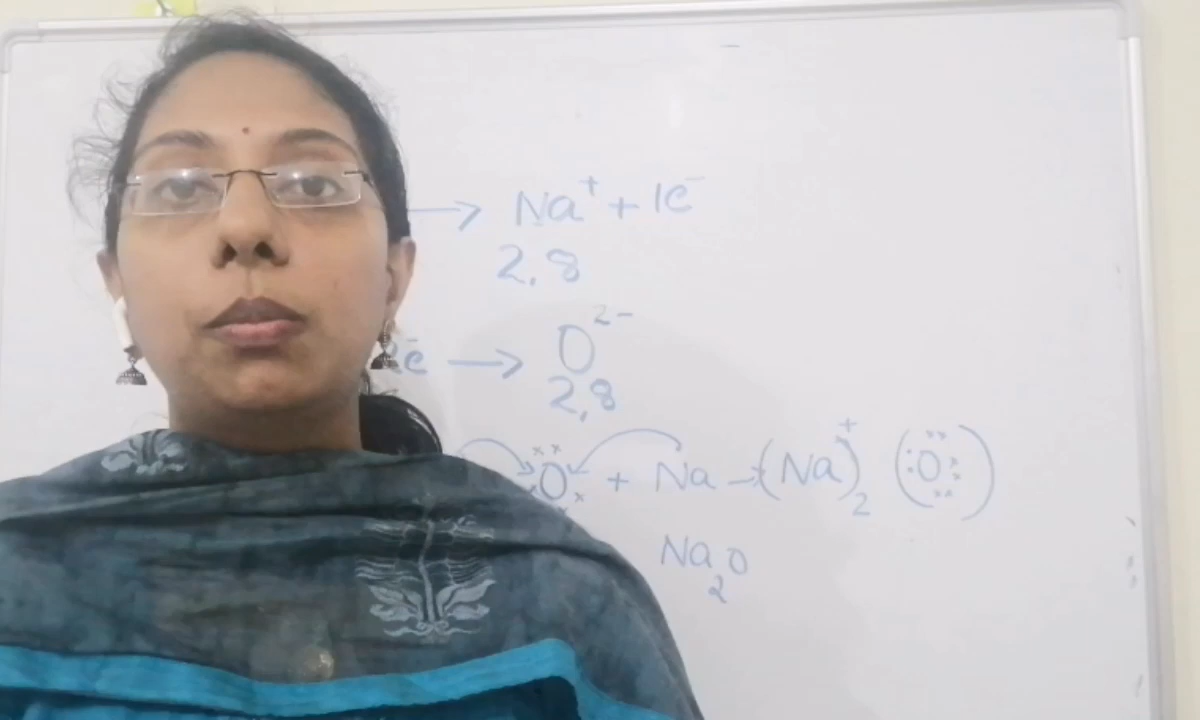 → Na⁺ + 1e⁻
2,8
e⁻ → O²⁻
2,8
O + Na → (Na)⁺₂ (O)
Na₂O